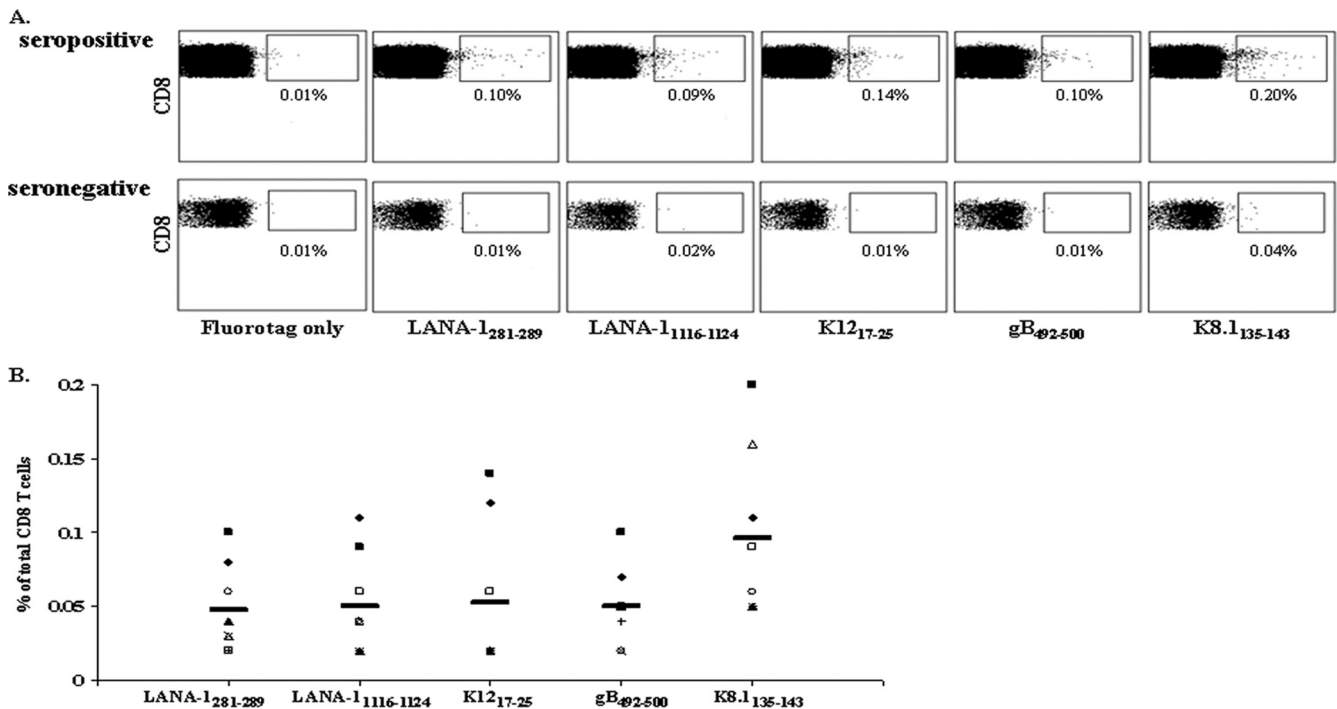 A.
seropositive
CD8
0.01% 0.10% 0.09% 0.14% 0.10% 0.20%
seronegative
CD8
0.01% 0.01% 0.02% 0.01% 0.01% 0.04%
Fluorotag only LANA-1281-289 LANA-11116-1124 K1217-25 gB492-500 K8.1135-143
B.
% of total CD8 T cells
0.2
0.15
0.1
0.05
0
LANA-1281-289 LANA-11116-1124 K1217-25 gB492-500 K8.1135-143